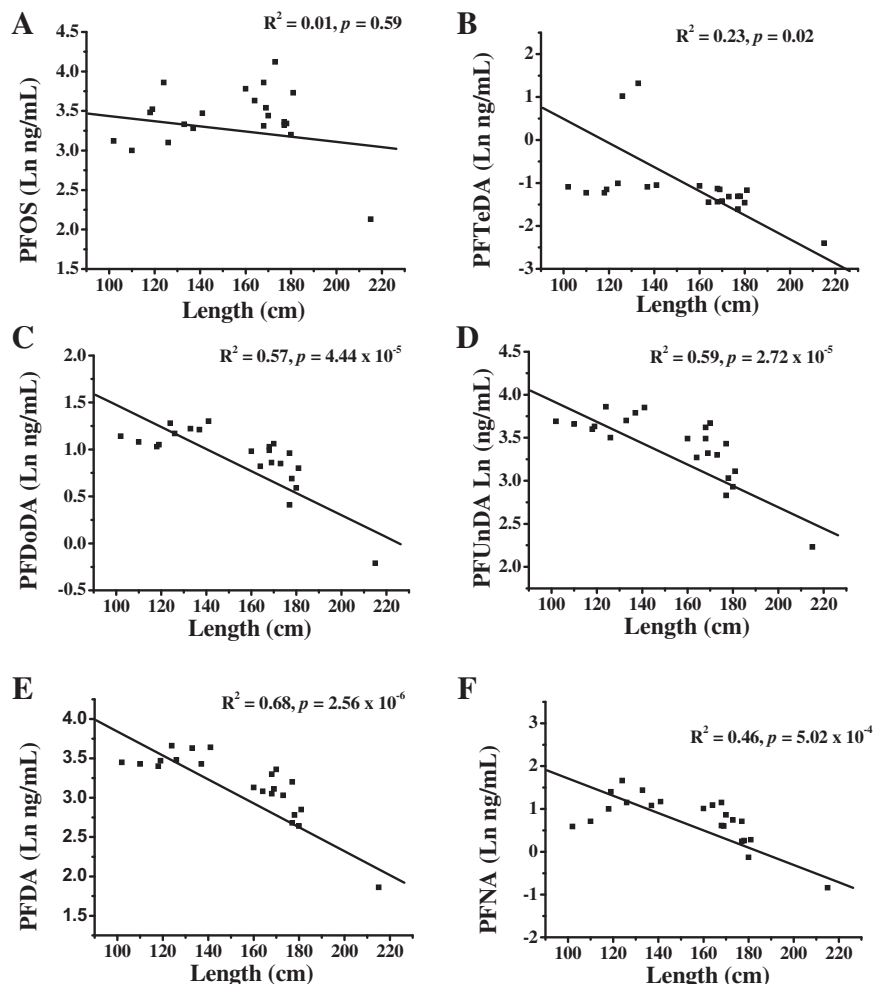 A
R² = 0.01, p = 0.59
PFOS (Ln ng/mL)
4.5
4.0
3.5
3.0
2.5
2.0
1.5
100 120 140 160 180 200 220
Length (cm)
B
R² = 0.23, p = 0.02
PFTeDA (Ln ng/mL)
2
1
0
-1
-2
-3
100 120 140 160 180 200 220
Length (cm)
C
R² = 0.57, p = 4.44 x 10⁻⁵
PFDoDA (Ln ng/mL)
2.0
1.5
1.0
0.5
0.0
-0.5
100 120 140 160 180 200 220
Length (cm)
D
R² = 0.59, p = 2.72 x 10⁻⁵
PFUnDA Ln (ng/mL)
4.5
4.0
3.5
3.0
2.5
2.0
100 120 140 160 180 200 220
Length (cm)
E
R² = 0.68, p = 2.56 x 10⁻⁶
PFDA (Ln ng/mL)
4.0
3.5
3.0
2.5
2.0
1.5
100 120 140 160 180 200 220
Length (cm)
F
R² = 0.46, p = 5.02 x 10⁻⁴
PFNA (Ln ng/mL)
3
2
1
0
-1
-2
100 120 140 160 180 200 220
Length (cm)